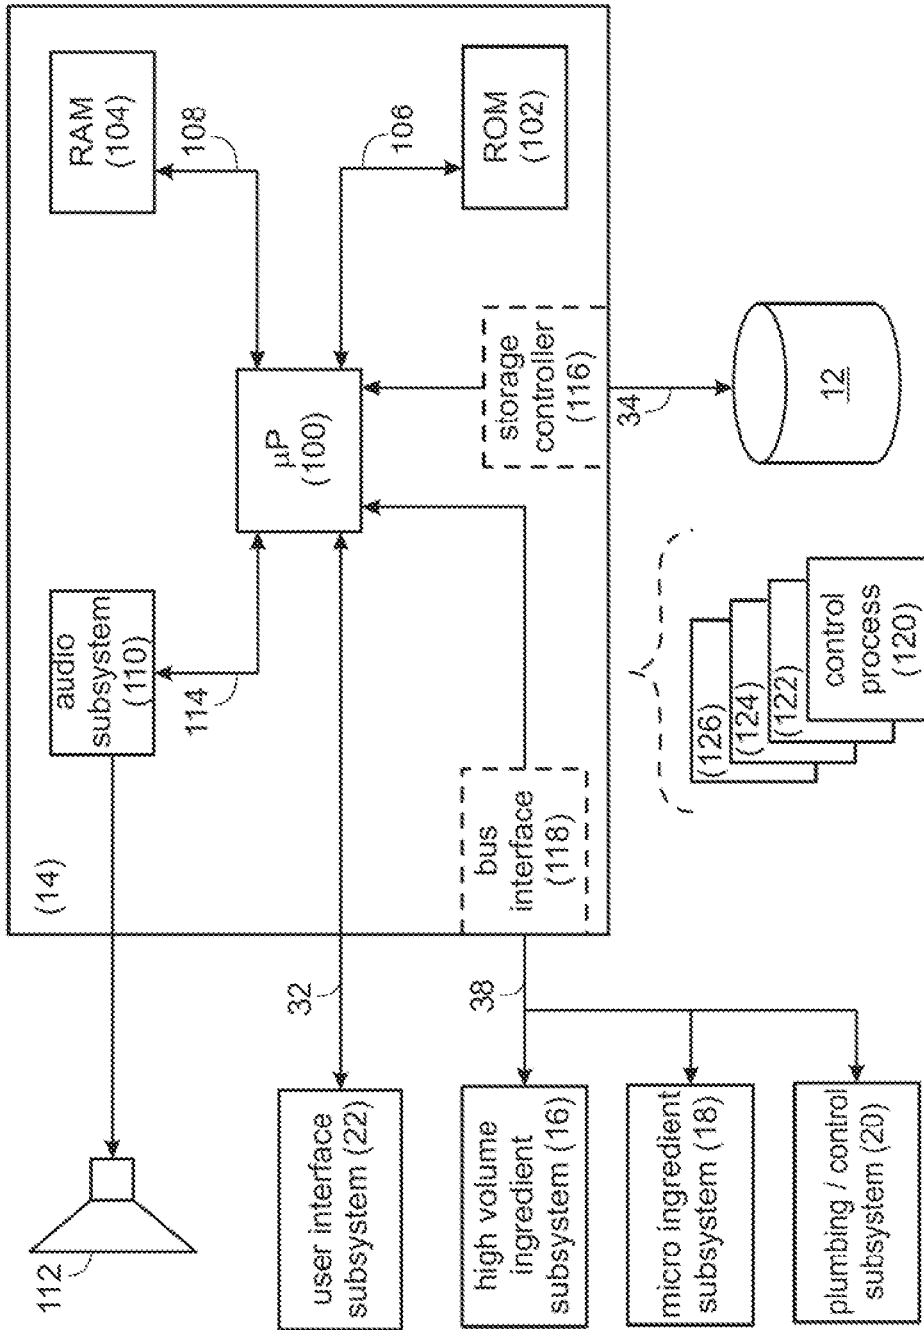 112
(14)
audio
subsystem
(110)
114
RAM
(104)
108
µP
(100)
106
ROM
(102)
user interface
subsystem (22)
32
high volume
ingredient
subsystem (16)
38
bus
interface
(118)
storage
controller
(116)
micro ingredient
subsystem (18)
34
plumbing / control
subsystem (20)
(126)
(124)
(122)
control
process
(120)
12